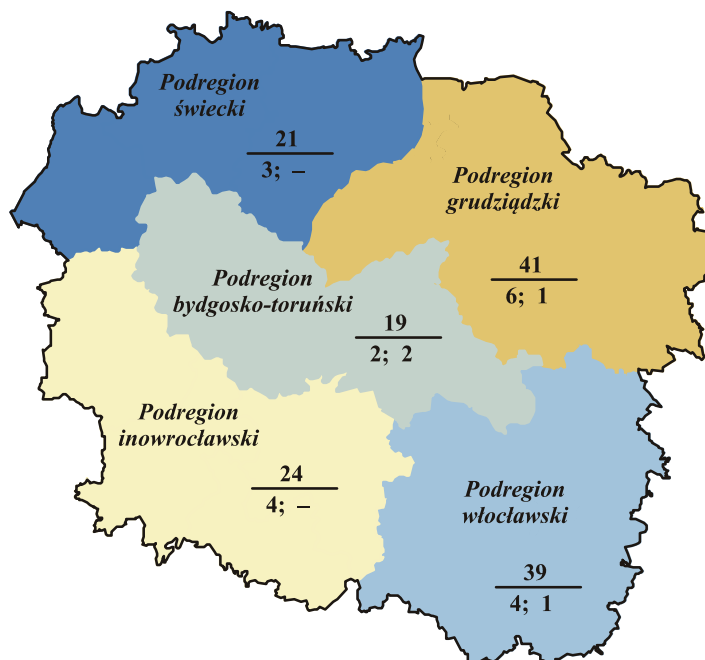 Podregion
świecki
21
3; –
Podregion
grudziądzki
41
6; 1
Podregion
bydgosko-toruński
19
2; 2
Podregion
inowrocławski
24
4; –
Podregion
włocławski
39
4; 1